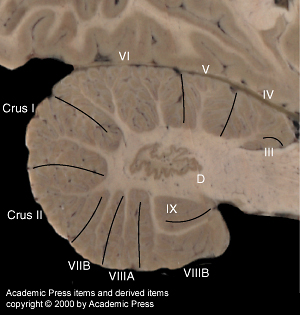 VI
V
IV
Crus I
III
D
IX
Crus II
VIIB
VIIIA
VIIIB
Academic Press items and derived items
copyright © 2000 by Academic Press